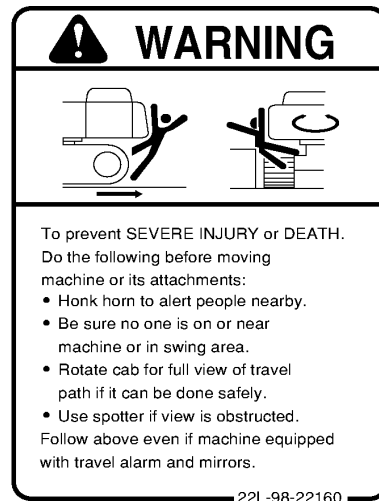 WARNING
To prevent SEVERE INJURY or DEATH.
Do the following before moving
machine or its attachments:
• Honk horn to alert people nearby.
• Be sure no one is on or near
machine or in swing area.
• Rotate cab for full view of travel
path if it can be done safely.
• Use spotter if view is obstructed.
Follow above even if machine equipped
with travel alarm and mirrors.
22L-98-22160